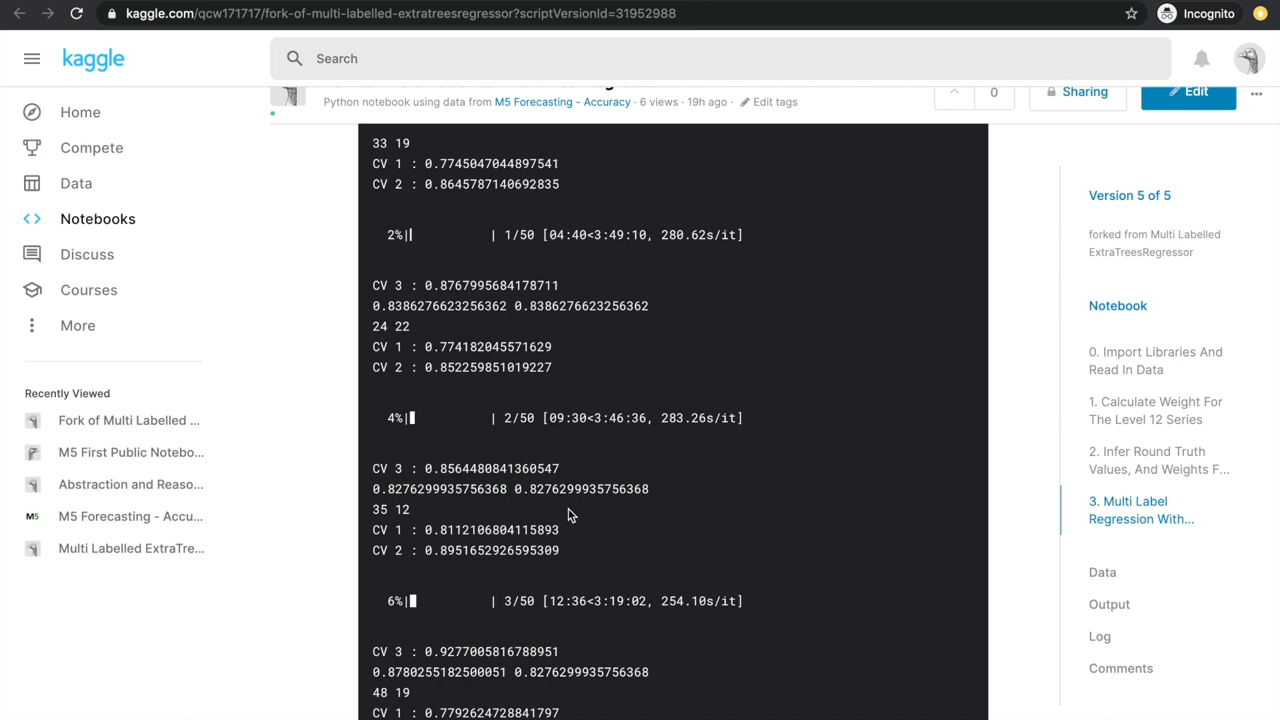 kaggle.com/qcw171717/fork-of-multi-labelled-extratreesregressor?scriptVersionId=31952988
Incognito
kaggle
Search
Python notebook using data from M5 Forecasting - Accuracy · 6 views · 19h ago · Edit tags
0
Sharing
Edit
Home
Compete
Data
Notebooks
Discuss
Courses
More
Recently Viewed
Fork of Multi Labelled ...
M5 First Public Notebo...
Abstraction and Reaso...
M5 Forecasting - Accu...
Multi Labelled ExtraTre...
33 19
CV 1 : 0.7745047044897541
CV 2 : 0.8645787140692835
2%| | 1/50 [04:40<3:49:10, 280.62s/it]
CV 3 : 0.8767995684178711
0.8386276623256362 0.8386276623256362
24 22
CV 1 : 0.774182045571629
CV 2 : 0.852259851019227
4%| | 2/50 [09:30<3:46:36, 283.26s/it]
CV 3 : 0.8564480841360547
0.8276299935756368 0.8276299935756368
35 12
CV 1 : 0.8112106804115893
CV 2 : 0.8951652926595309
6%| | 3/50 [12:36<3:19:02, 254.10s/it]
CV 3 : 0.9277005816788951
0.8780255182500051 0.8276299935756368
48 19
CV 1 : 0.7792624728841797
Version 5 of 5
forked from Multi Labelled
ExtraTreesRegressor
Notebook
0. Import Libraries And
Read In Data
1. Calculate Weight For
The Level 12 Series
2. Infer Round Truth
Values, And Weights F...
3. Multi Label
Regression With...
Data
Output
Log
Comments